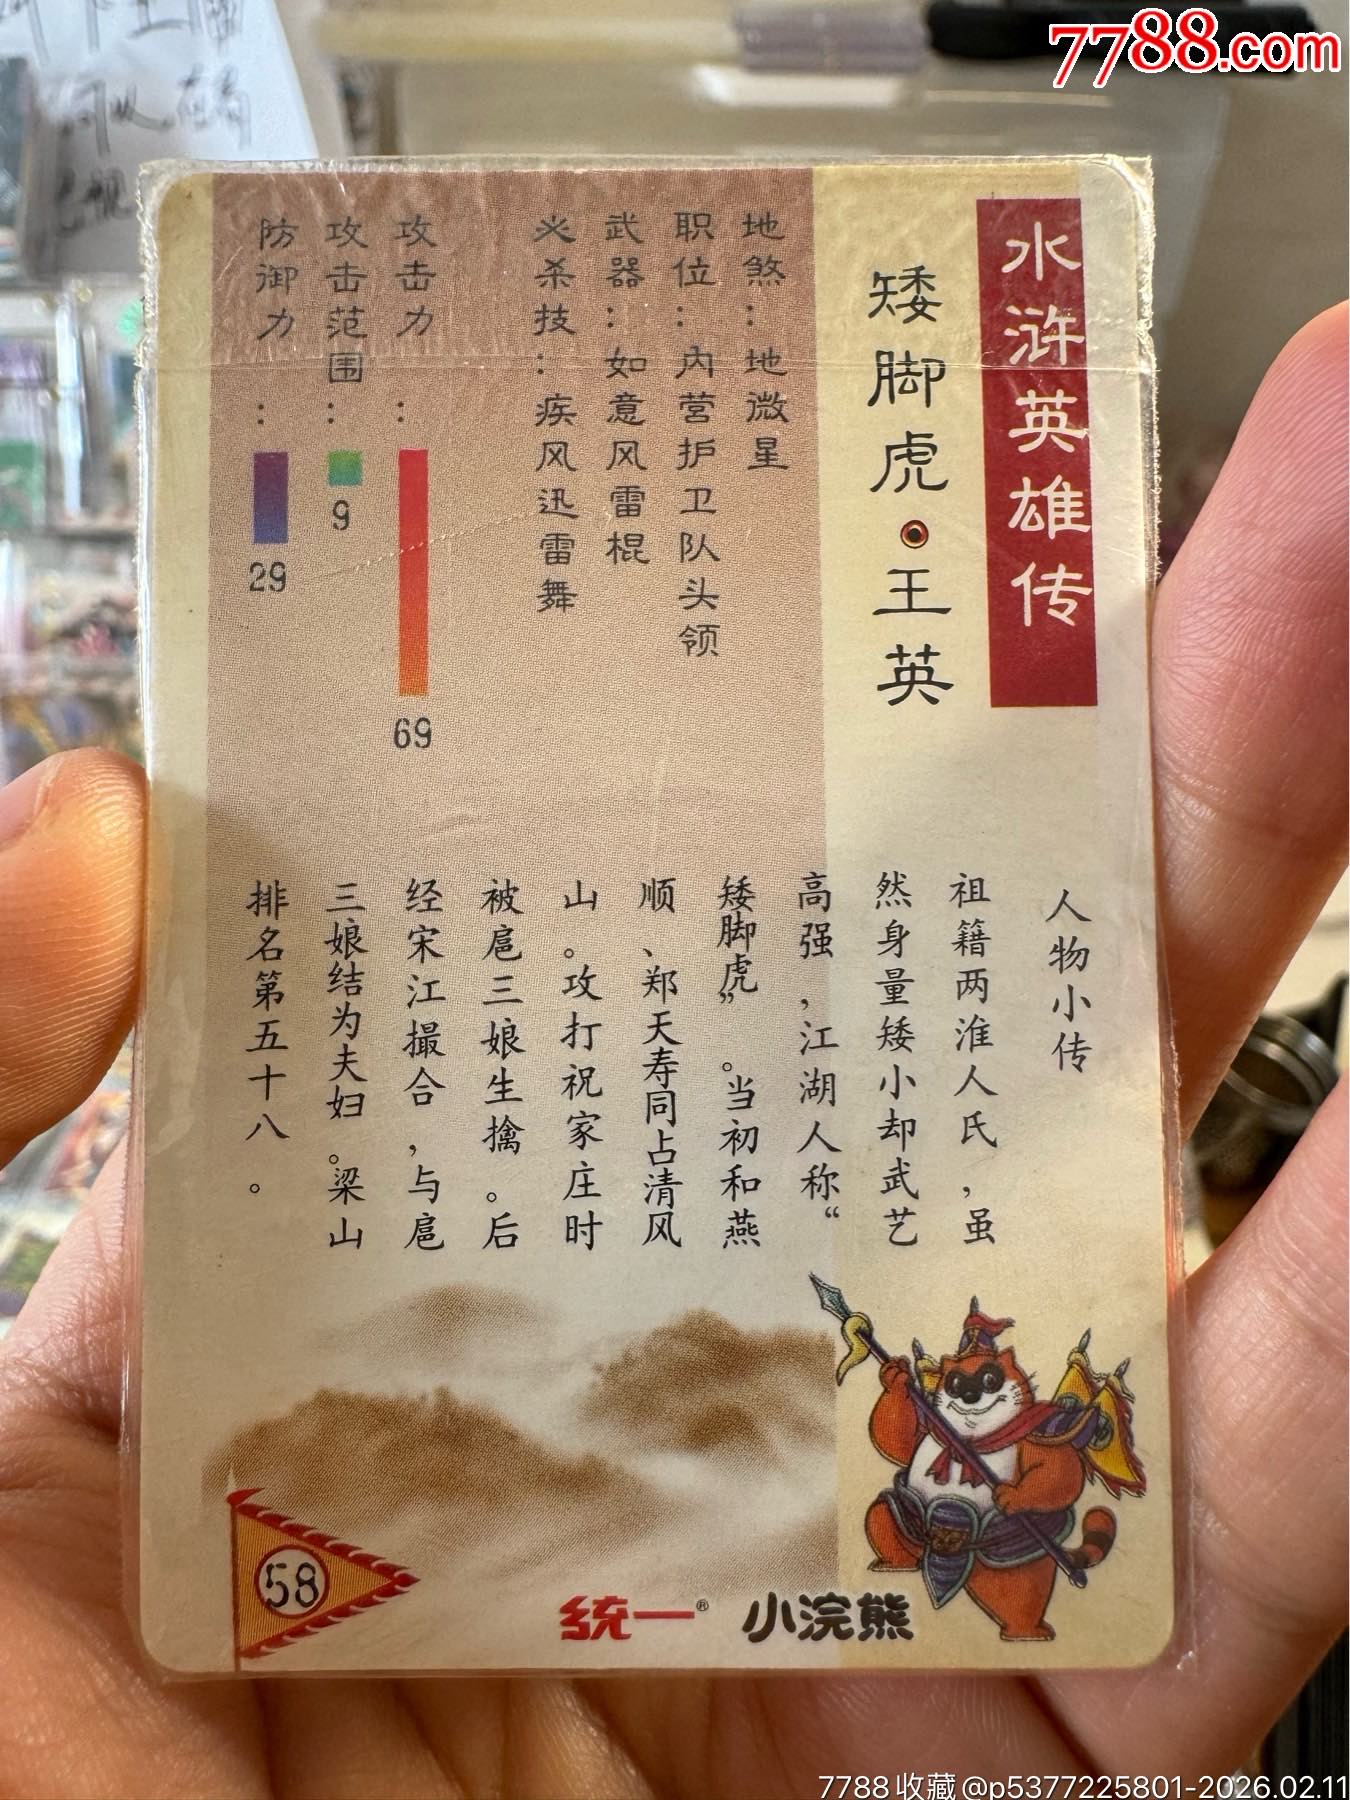 7788.com
水浒英雄传
矮脚虎·王英
地煞：地微星
职位：内营护卫队头领
武器：如意风雷棍
必杀技：疾风迅雷舞
攻击力：
69
攻击范围：
9
防御力：
29
人物小传
祖籍两淮人氏，虽
然身量矮小却武艺
高强，江湖人称“
矮脚虎”。当初和燕
顺、郑天寿同占清风
山。攻打祝家庄时
被扈三娘生擒。后
经宋江撮合，与扈
三娘结为夫妇。梁山
排名第五十八。
58
统一®
小浣熊
7788收藏@p5377225801-2026.02.11